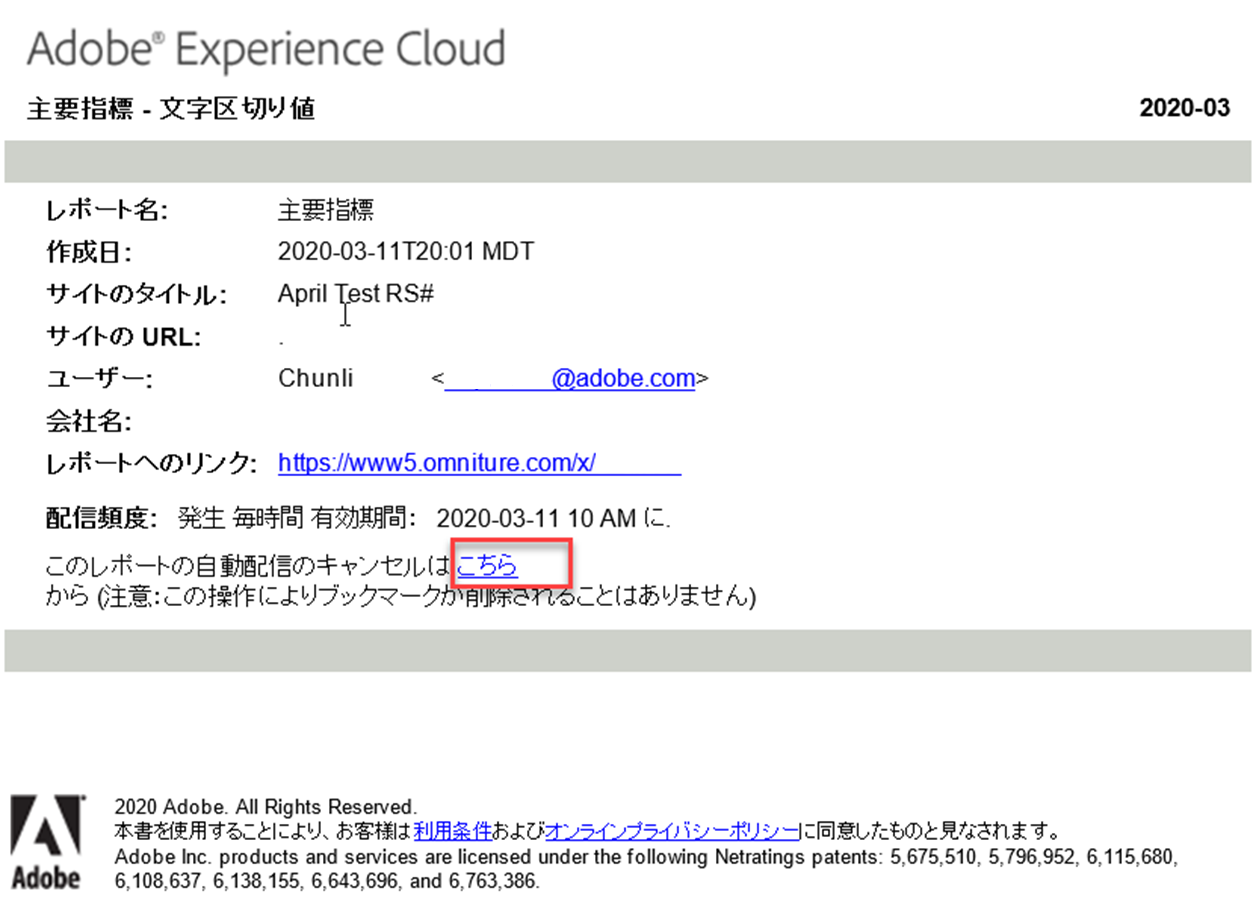 Adobe® Experience Cloud
主要指標 - 文字区切り値 2020-03
レポート名: 主要指標
作成日: 2020-03-11T20:01 MDT
サイトのタイトル: April Test RS#
サイトの URL: .
ユーザー: Chunli < @adobe.com>
会社名:
レポートへのリンク: https://www5.omniture.com/x/
配信頻度: 発生 毎時間 有効期間: 2020-03-11 10 AM に.
このレポートの自動配信のキャンセルはこちら
から (注意:この操作によりブックマークが削除されることはありません)
2020 Adobe. All Rights Reserved.
本書を使用することにより、お客様は利用条件およびオンラインプライバシーポリシーに同意したものと見なされます。
Adobe Inc. products and services are licensed under the following Netratings patents: 5,675,510, 5,796,952, 6,115,680,
6,108,637, 6,138,155, 6,643,696, and 6,763,386.
Adobe